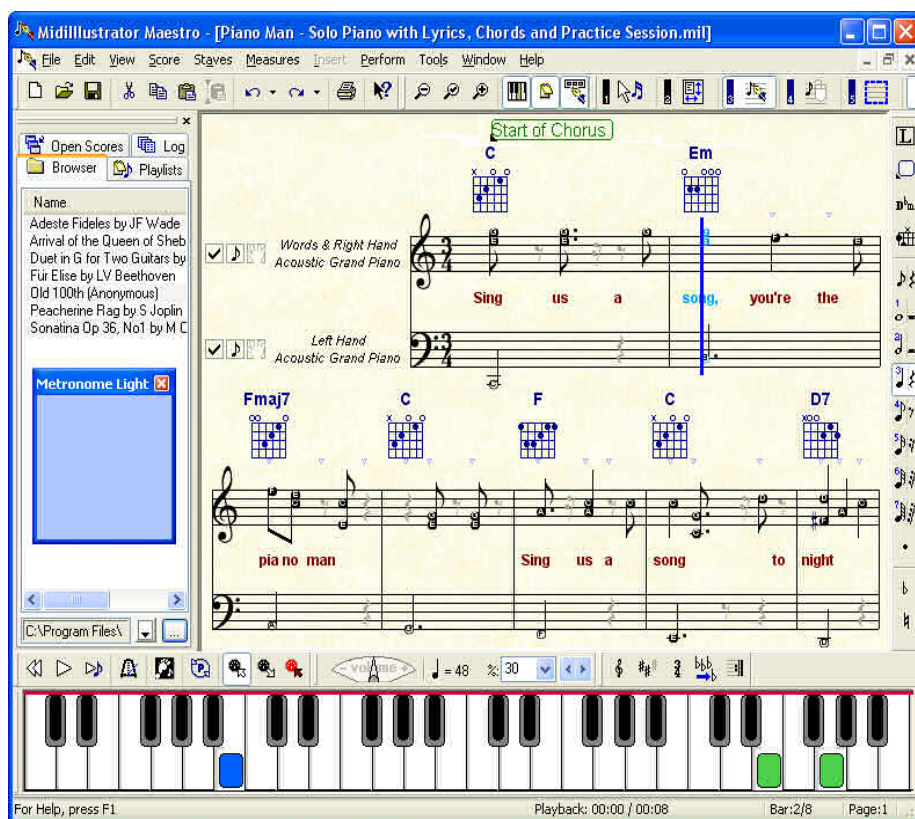 MidiIllustrator Maestro - [Piano Man - Solo Piano with Lyrics, Chords and Practice Session.mil]
File Edit View Score Staves Measures Insert Perform Tools Window Help
Open Scores Log
Browser Playlists
Name
Adeste Fideles by JF Wade
Arrival of the Queen of Sheb
Duet in G for Two Guitars by
Für Elise by LV Beethoven
Old 100th (Anonymous)
Peacherine Rag by S Joplin
Sonatina Op 36, No1 by M C
Metronome Light
C:\Program Files\
Start of Chorus
C Em
Words & Right Hand
Acoustic Grand Piano
3
4
Sing us a song, you're the
Left Hand
Acoustic Grand Piano
3
4
Fmaj7 C F C D7
pia no man Sing us a song to night
- volume + = 48 %: 30
For Help, press F1 Playback: 00:00 / 00:08 Bar:2/8 Page:1